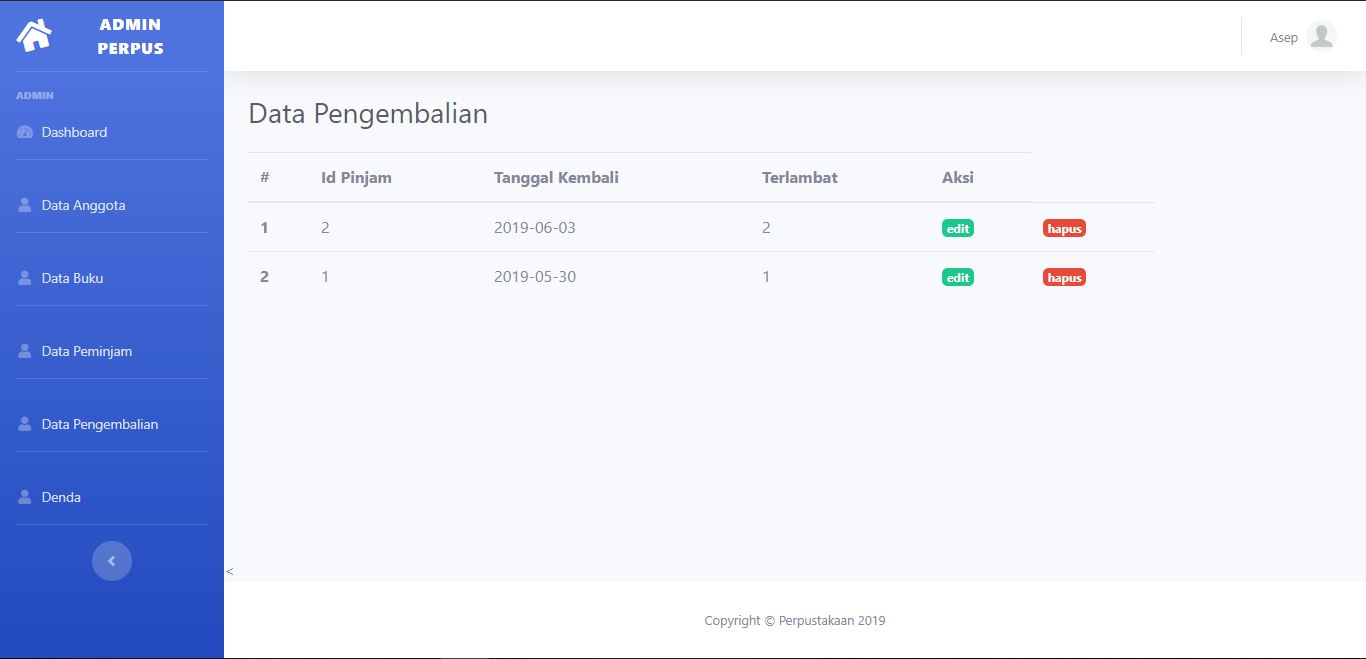 ADMIN
PERPUS
Asep
ADMIN
Dashboard
Data Anggota
Data Buku
Data Peminjam
Data Pengembalian
Denda
Data Pengembalian
# Id Pinjam Tanggal Kembali Terlambat Aksi
1 2 2019-06-03 2 edit hapus
2 1 2019-05-30 1 edit hapus
<
Copyright © Perpustakaan 2019